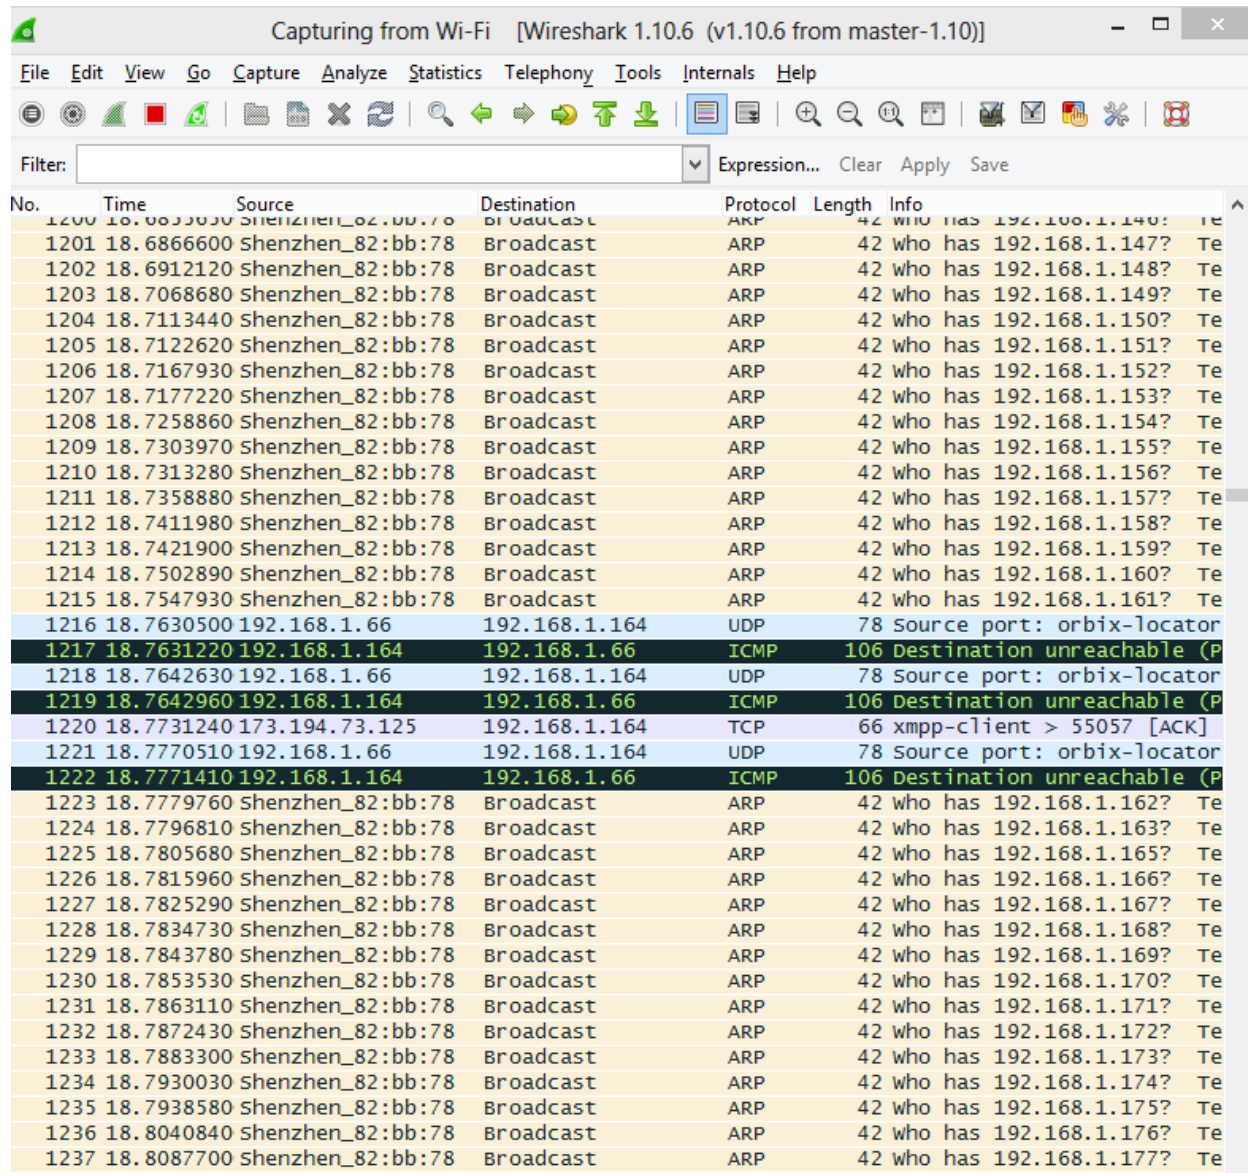 Capturing from Wi-Fi [Wireshark 1.10.6 (v1.10.6 from master-1.10)]
File Edit View Go Capture Analyze Statistics Telephony Tools Internals Help
Filter: Expression... Clear Apply Save
No. Time Source Destination Protocol Length Info
1200 18.6855650 Shenzhen_82:bb:78 Broadcast ARP 42 Who has 192.168.1.146? Te
1201 18.6866600 Shenzhen_82:bb:78 Broadcast ARP 42 Who has 192.168.1.147? Te
1202 18.6912120 Shenzhen_82:bb:78 Broadcast ARP 42 Who has 192.168.1.148? Te
1203 18.7068680 Shenzhen_82:bb:78 Broadcast ARP 42 Who has 192.168.1.149? Te
1204 18.7113440 Shenzhen_82:bb:78 Broadcast ARP 42 Who has 192.168.1.150? Te
1205 18.7122620 Shenzhen_82:bb:78 Broadcast ARP 42 Who has 192.168.1.151? Te
1206 18.7167930 Shenzhen_82:bb:78 Broadcast ARP 42 Who has 192.168.1.152? Te
1207 18.7177220 Shenzhen_82:bb:78 Broadcast ARP 42 Who has 192.168.1.153? Te
1208 18.7258860 Shenzhen_82:bb:78 Broadcast ARP 42 Who has 192.168.1.154? Te
1209 18.7303970 Shenzhen_82:bb:78 Broadcast ARP 42 Who has 192.168.1.155? Te
1210 18.7313280 Shenzhen_82:bb:78 Broadcast ARP 42 Who has 192.168.1.156? Te
1211 18.7358880 Shenzhen_82:bb:78 Broadcast ARP 42 Who has 192.168.1.157? Te
1212 18.7411980 Shenzhen_82:bb:78 Broadcast ARP 42 Who has 192.168.1.158? Te
1213 18.7421900 Shenzhen_82:bb:78 Broadcast ARP 42 Who has 192.168.1.159? Te
1214 18.7502890 Shenzhen_82:bb:78 Broadcast ARP 42 Who has 192.168.1.160? Te
1215 18.7547930 Shenzhen_82:bb:78 Broadcast ARP 42 Who has 192.168.1.161? Te
1216 18.7630500 192.168.1.66 192.168.1.164 UDP 78 Source port: orbix-locator
1217 18.7631220 192.168.1.164 192.168.1.66 ICMP 106 Destination unreachable (P
1218 18.7642630 192.168.1.66 192.168.1.164 UDP 78 Source port: orbix-locator
1219 18.7642960 192.168.1.164 192.168.1.66 ICMP 106 Destination unreachable (P
1220 18.7731240 173.194.73.125 192.168.1.164 TCP 66 xmpp-client > 55057 [ACK]
1221 18.7770510 192.168.1.66 192.168.1.164 UDP 78 Source port: orbix-locator
1222 18.7771410 192.168.1.164 192.168.1.66 ICMP 106 Destination unreachable (P
1223 18.7779760 Shenzhen_82:bb:78 Broadcast ARP 42 Who has 192.168.1.162? Te
1224 18.7796810 Shenzhen_82:bb:78 Broadcast ARP 42 Who has 192.168.1.163? Te
1225 18.7805680 Shenzhen_82:bb:78 Broadcast ARP 42 Who has 192.168.1.165? Te
1226 18.7815960 Shenzhen_82:bb:78 Broadcast ARP 42 Who has 192.168.1.166? Te
1227 18.7825290 Shenzhen_82:bb:78 Broadcast ARP 42 Who has 192.168.1.167? Te
1228 18.7834730 Shenzhen_82:bb:78 Broadcast ARP 42 Who has 192.168.1.168? Te
1229 18.7843780 Shenzhen_82:bb:78 Broadcast ARP 42 Who has 192.168.1.169? Te
1230 18.7853530 Shenzhen_82:bb:78 Broadcast ARP 42 Who has 192.168.1.170? Te
1231 18.7863110 Shenzhen_82:bb:78 Broadcast ARP 42 Who has 192.168.1.171? Te
1232 18.7872430 Shenzhen_82:bb:78 Broadcast ARP 42 Who has 192.168.1.172? Te
1233 18.7883300 Shenzhen_82:bb:78 Broadcast ARP 42 Who has 192.168.1.173? Te
1234 18.7930030 Shenzhen_82:bb:78 Broadcast ARP 42 Who has 192.168.1.174? Te
1235 18.7938580 Shenzhen_82:bb:78 Broadcast ARP 42 Who has 192.168.1.175? Te
1236 18.8040840 Shenzhen_82:bb:78 Broadcast ARP 42 Who has 192.168.1.176? Te
1237 18.8087700 Shenzhen_82:bb:78 Broadcast ARP 42 Who has 192.168.1.177? Te